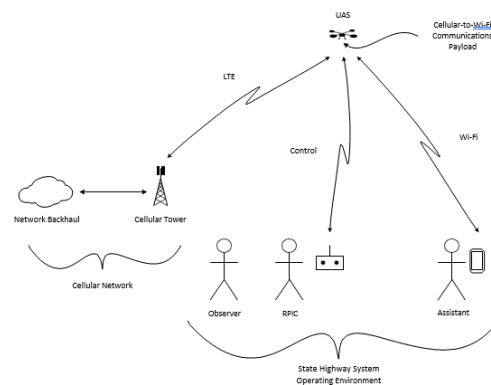 UAS
Cellular-to-Wi-Fi
Communications
Payload
LTE
Control
Wi-Fi
Network Backhaul
Cellular Tower
Cellular Network
Observer
RPIC
Assistant
State Highway System
Operating Environment